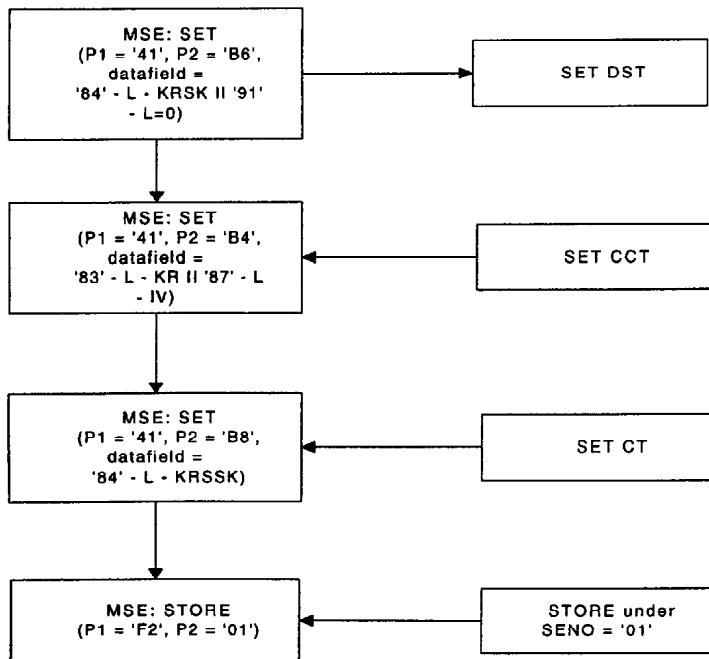 MSE: SET
(P1 = '41', P2 = 'B6',
datafield =
'84' - L - KRSK II '91'
- L=0)
SET DST
MSE: SET
(P1 = '41', P2 = 'B4',
datafield =
'83' - L - KR II '87' - L
- IV)
SET CCT
MSE: SET
(P1 = '41', P2 = 'B8',
datafield =
'84' - L - KRSSK)
SET CT
MSE: STORE
(P1 = 'F2', P2 = '01')
STORE under
SENO = '01'